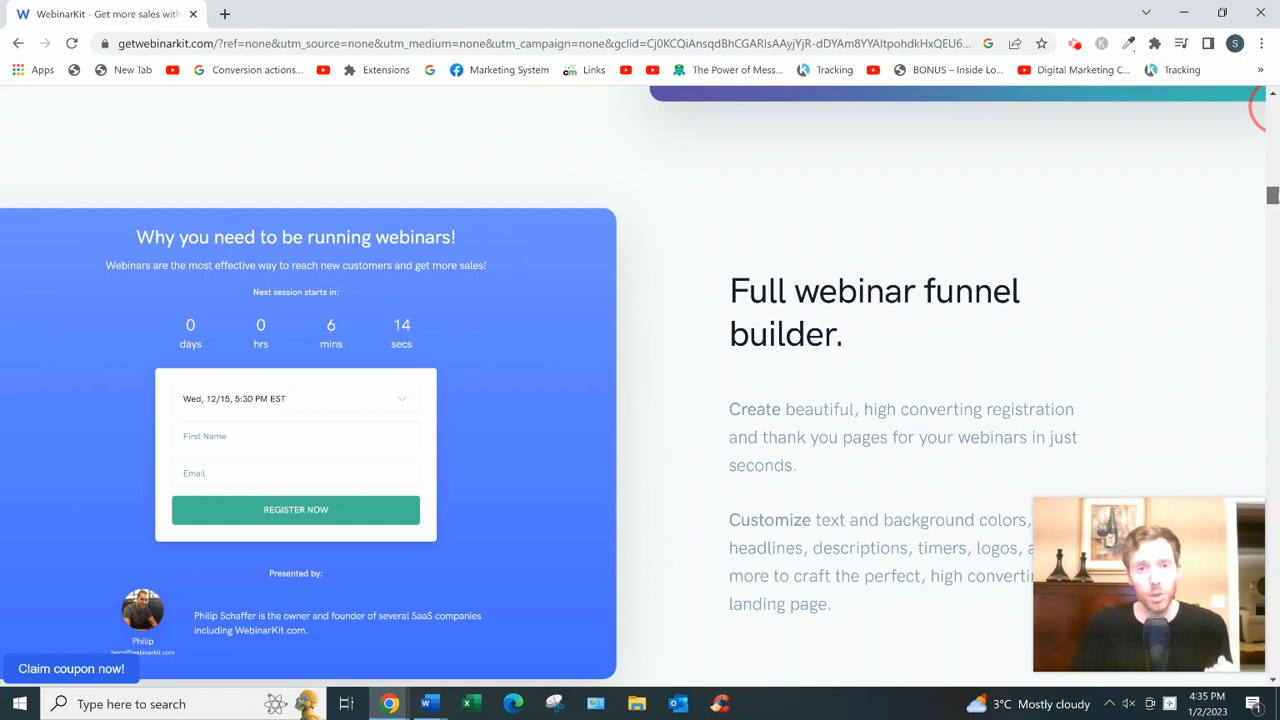 WebinarKit - Get more sales with
getwebinarkit.com/?ref=none&utm_source=none&utm_medium=none&utm_campaign=none&gclid=Cj0KCQiAnsqdBhCGARIsAAyjYjR-dDYAm8YYAltpohdkHxQEU6...
S
Apps
New Tab
Conversion actions...
Extensions
Marketing System
Links
The Power of Mess...
Tracking
BONUS – Inside Lo...
Digital Marketing C...
Tracking
»
Why you need to be running webinars!
Webinars are the most effective way to reach new customers and get more sales!
Next session starts in:
0 0 6 14
days hrs mins secs
Wed, 12/15, 5:30 PM EST
First Name
Email
REGISTER NOW
Presented by:
Philip Schaffer is the owner and founder of several SaaS companies
including WebinarKit.com.
Philip
Claim coupon now!
Full webinar funnel
builder.
Create beautiful, high converting registration
and thank you pages for your webinars in just
seconds.
Customize text and background colors,
headlines, descriptions, timers, logos,
more to craft the perfect, high
landing page.
Type here to search
3°C Mostly cloudy
4:35 PM
1/2/2023
1